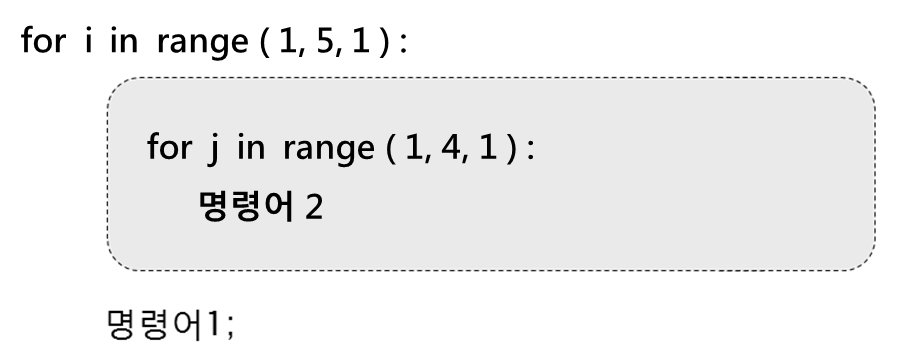 for i in range ( 1, 5, 1 ) :
for j in range ( 1, 4, 1 ) :
명령어 2
명령어1;